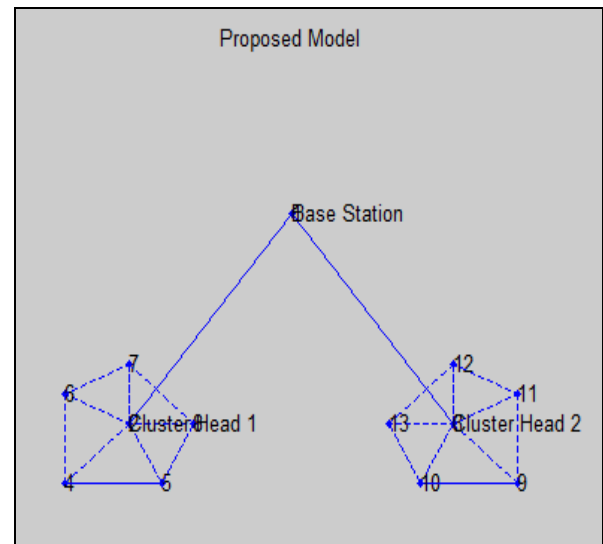 Proposed Model
Base Station
7
12
6
11
Cluster Head 1
13
Cluster Head 2
4
5
10
9